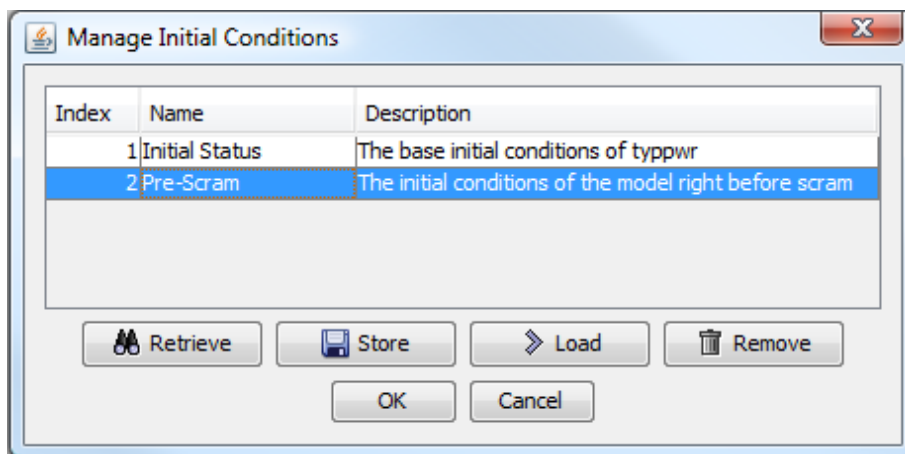 Manage Initial Conditions
Index Name Description
1 Initial Status The base initial conditions of typpwr
2 Pre-Scram The initial conditions of the model right before scram
Retrieve Store Load Remove
OK Cancel